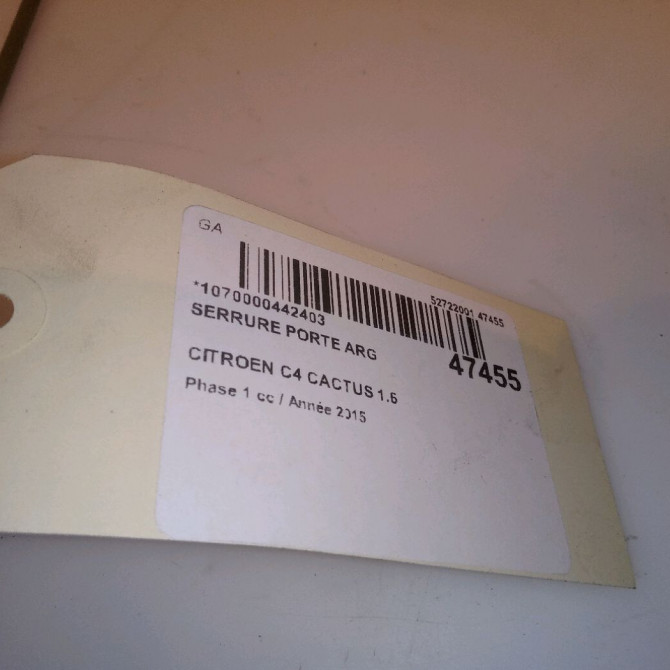 GA
*1070000442403
52722001 47455
SERRURE PORTE ARG
47455
CITROEN C4 CACTUS 1.6
Phase 1 cc / Année 2015